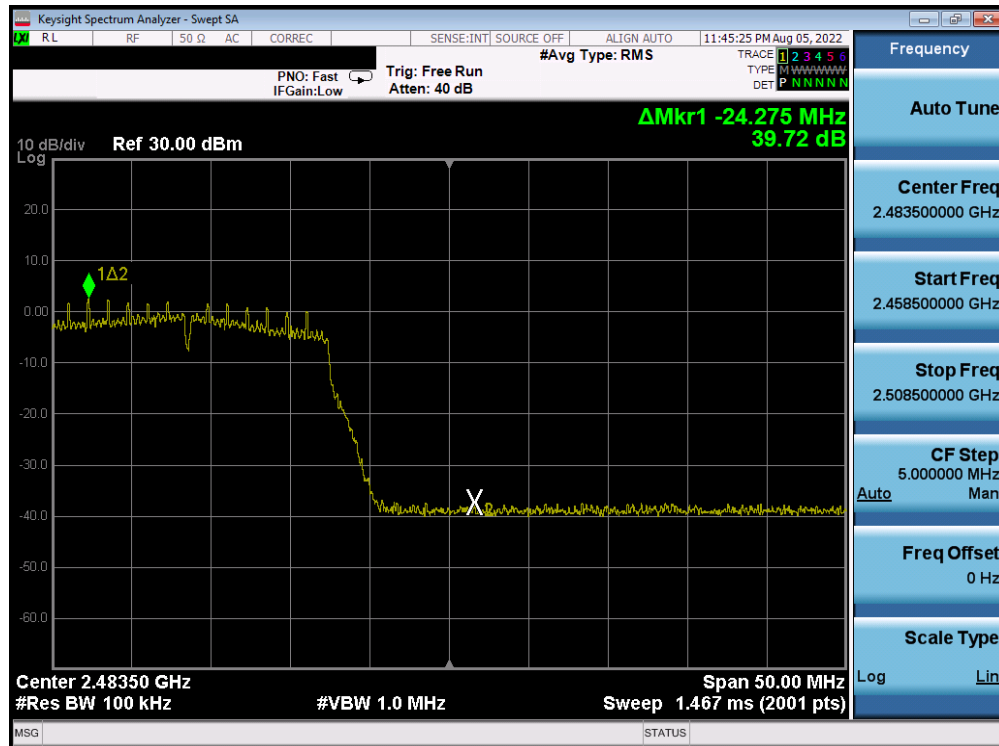 Keysight Spectrum Analyzer - Swept SA
LXI RL RF 50 Ω AC CORREC SENSE:INT SOURCE OFF ALIGN AUTO 11:45:25 PM Aug 05, 2022
#Avg Type: RMS
TRACE 1 2 3 4 5 6
PNO: Fast Trig: Free Run
TYPE M WWWWW
IFGain:Low Atten: 40 dB
DET P N N N N N
ΔMkr1 -24.275 MHz
39.72 dB
10 dB/div Ref 30.00 dBm
Log
20.0
10.0
1Δ2
0.00
-10.0
-20.0
-30.0
X2
-40.0
-50.0
-60.0
Center 2.48350 GHz Span 50.00 MHz
#Res BW 100 kHz #VBW 1.0 MHz Sweep 1.467 ms (2001 pts)
MSG STATUS
Frequency
Auto Tune
Center Freq
2.483500000 GHz
Start Freq
2.458500000 GHz
Stop Freq
2.508500000 GHz
CF Step
5.000000 MHz
Auto Man
Freq Offset
0 Hz
Scale Type
Log Lin